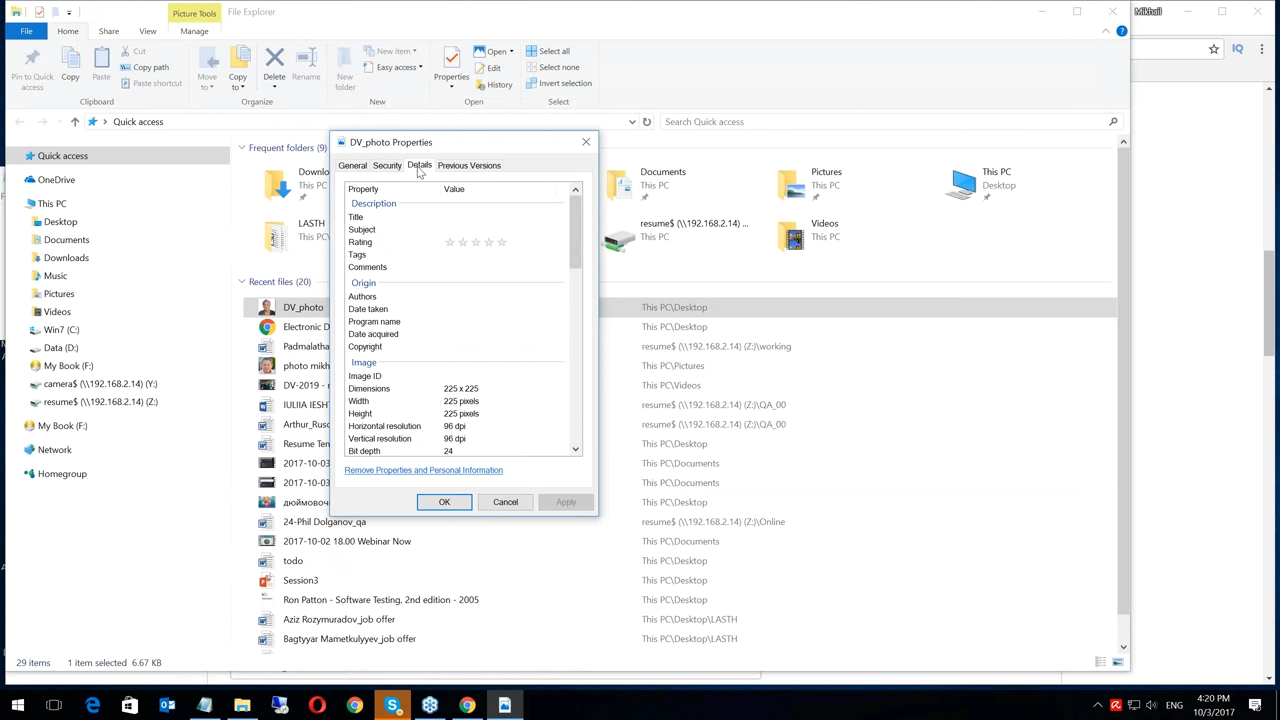 Picture Tools
File Explorer
Mikhail
File
Home
Share
View
Manage
Pin to Quick access
Copy
Paste
Cut
Copy path
Paste shortcut
Clipboard
Move to
Copy to
Delete
Rename
Organize
New folder
New item
Easy access
New
Properties
Open
Edit
History
Open
Select all
Select none
Invert selection
Select
Quick access
Search Quick access
Quick access
OneDrive
This PC
Desktop
Documents
Downloads
Music
Pictures
Videos
Win7 (C:)
Data (D:)
My Book (F:)
camera$ (\\192.168.2.14) (Y:)
resume$ (\\192.168.2.14) (Z:)
My Book (F:)
Network
Homegroup
Frequent folders (9)
Downlo
This PC
Documents
This PC
Pictures
This PC
This PC
Desktop
LASTH
This PC\
resume$ (\\192.168.2.14) ...
This PC
Videos
This PC
Recent files (20)
DV_photo
This PC\Desktop
Electronic D
This PC\Desktop
Padmalatha
resume$ (\\192.168.2.14) (Z:)\working
photo mikh
This PC\Pictures
DV-2019 - r
This PC\Videos
IULIIA IESH
resume$ (\\192.168.2.14) (Z:)\QA_00
Arthur_Rusc
resume$ (\\192.168.2.14) (Z:)\QA_00
Resume Tem
This PC\Desktop
2017-10-03
This PC\Documents
2017-10-03
This PC\Documents
дюймовоч
This PC\Desktop
24-Phil Dolganov_qa
resume$ (\\192.168.2.14) (Z:)\Online
2017-10-02 18.00 Webinar Now
This PC\Documents
todo
This PC\Desktop
Session3
This PC\Desktop
Ron Patton - Software Testing, 2nd edition - 2005
This PC\Desktop
Aziz Rozymuradov_job offer
This PC\Desktop\LASTH
Bagtyyar Mametkulyyev_job offer
This PC\Desktop\LASTH
DV_photo Properties
General
Security
Details
Previous Versions
Property
Value
Description
Title
Subject
Rating
Tags
Comments
Origin
Authors
Date taken
Program name
Date acquired
Copyright
Image
Image ID
Dimensions 225 x 225
Width 225 pixels
Height 225 pixels
Horizontal resolution 96 dpi
Vertical resolution 96 dpi
Bit depth 24
Remove Properties and Personal Information
OK
Cancel
Apply
29 items
1 item selected 6.67 KB
ENG
4:20 PM
10/3/2017